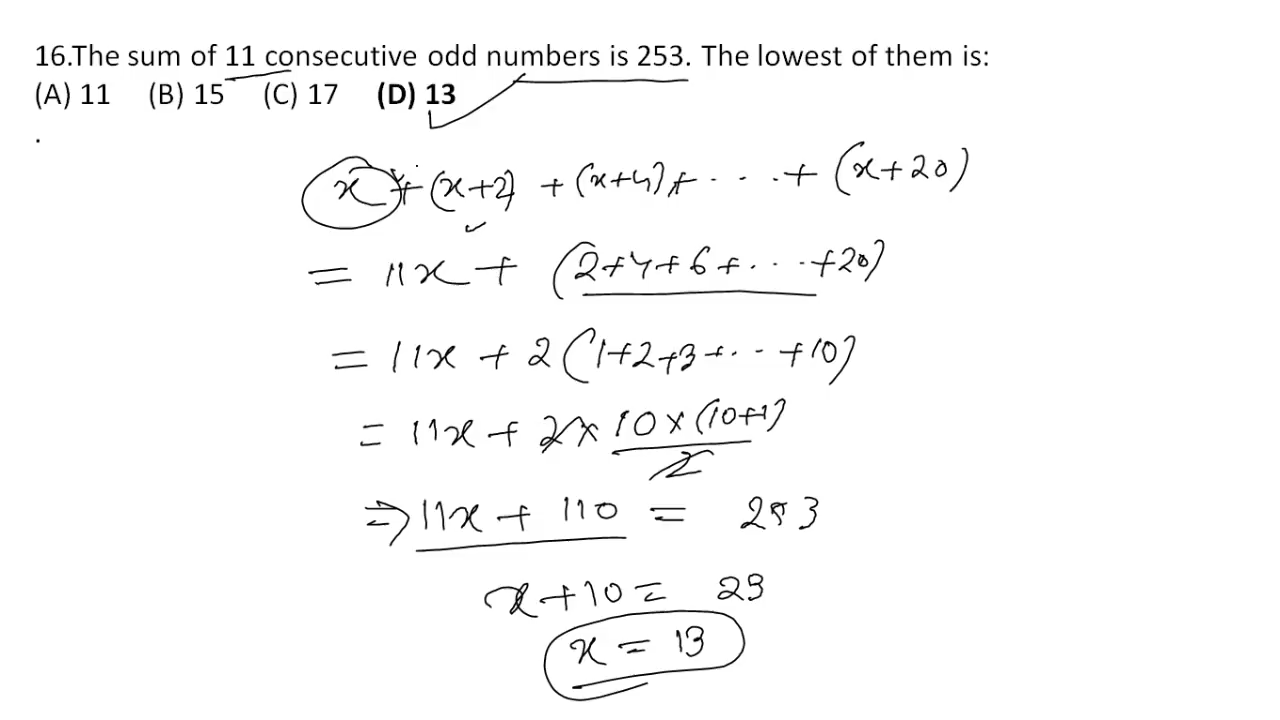 16.The sum of 11 consecutive odd numbers is 253. The lowest of them is:
(A) 11 (B) 15 (C) 17 (D) 13
.
x + (x+2) + (x+4) + . . . + (x+20)
= 11x + (2+4+6+ . . . +20)
= 11x + 2(1+2+3+ . . +10)
= 11x + 2 × 10 × (10+1) / 2
⇒ 11x + 110 = 253
x + 10 = 23
x = 13